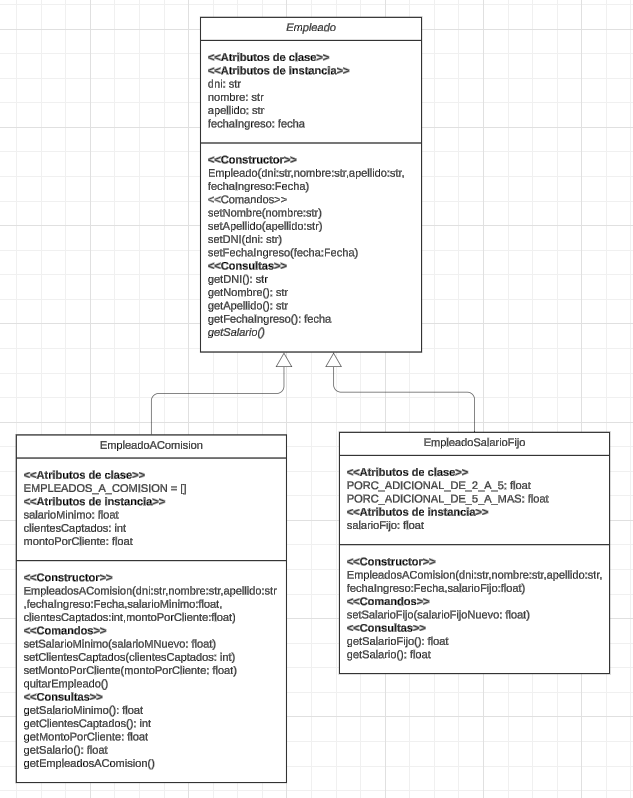 Empleado
<<Atributos de clase>>
<<Atributos de instancia>>
dni: str
nombre: str
apellido: str
fechaIngreso: fecha
<<Constructor>>
Empleado(dni:str,nombre:str,apellido:str,
fechaIngreso:Fecha)
<<Comandos>>
setNombre(nombre:str)
setApellido(apellido:str)
setDNI(dni: str)
setFechaIngreso(fecha:Fecha)
<<Consultas>>
getDNI(): str
getNombre(): str
getApellido(): str
getFechaIngreso(): fecha
getSalario()
EmpleadoAComision
<<Atributos de clase>>
EMPLEADOS_A_COMISION = []
<<Atributos de instancia>>
salarioMinimo: float
clientesCaptados: int
montoPorCliente: float
<<Constructor>>
EmpleadosAComision(dni:str,nombre:str,apellido:str
,fechaIngreso:Fecha,salarioMinimo:float,
clientesCaptados:int,montoPorCliente:float)
<<Comandos>>
setSalarioMinimo(salarioMNuevo: float)
setClientesCaptados(clientesCaptados: int)
setMontoPorCliente(montoPorCliente: float)
quitarEmpleado()
<<Consultas>>
getSalarioMinimo(): float
getClientesCaptados(): int
getMontoPorCliente: float
getSalario(): float
getEmpleadosAComision()
EmpleadoSalarioFijo
<<Atributos de clase>>
PORC_ADICIONAL_DE_2_A_5: float
PORC_ADICIONAL_DE_5_A_MAS: float
<<Atributos de instancia>>
salarioFijo: float
<<Constructor>>
EmpleadosAComision(dni:str,nombre:str,apellido:str,
fechaIngreso:Fecha,salarioFijo:float)
<<Comandos>>
setSalarioFijo(salarioFijoNuevo: float)
<<Consultas>>
getSalarioFijo(): float
getSalario(): float